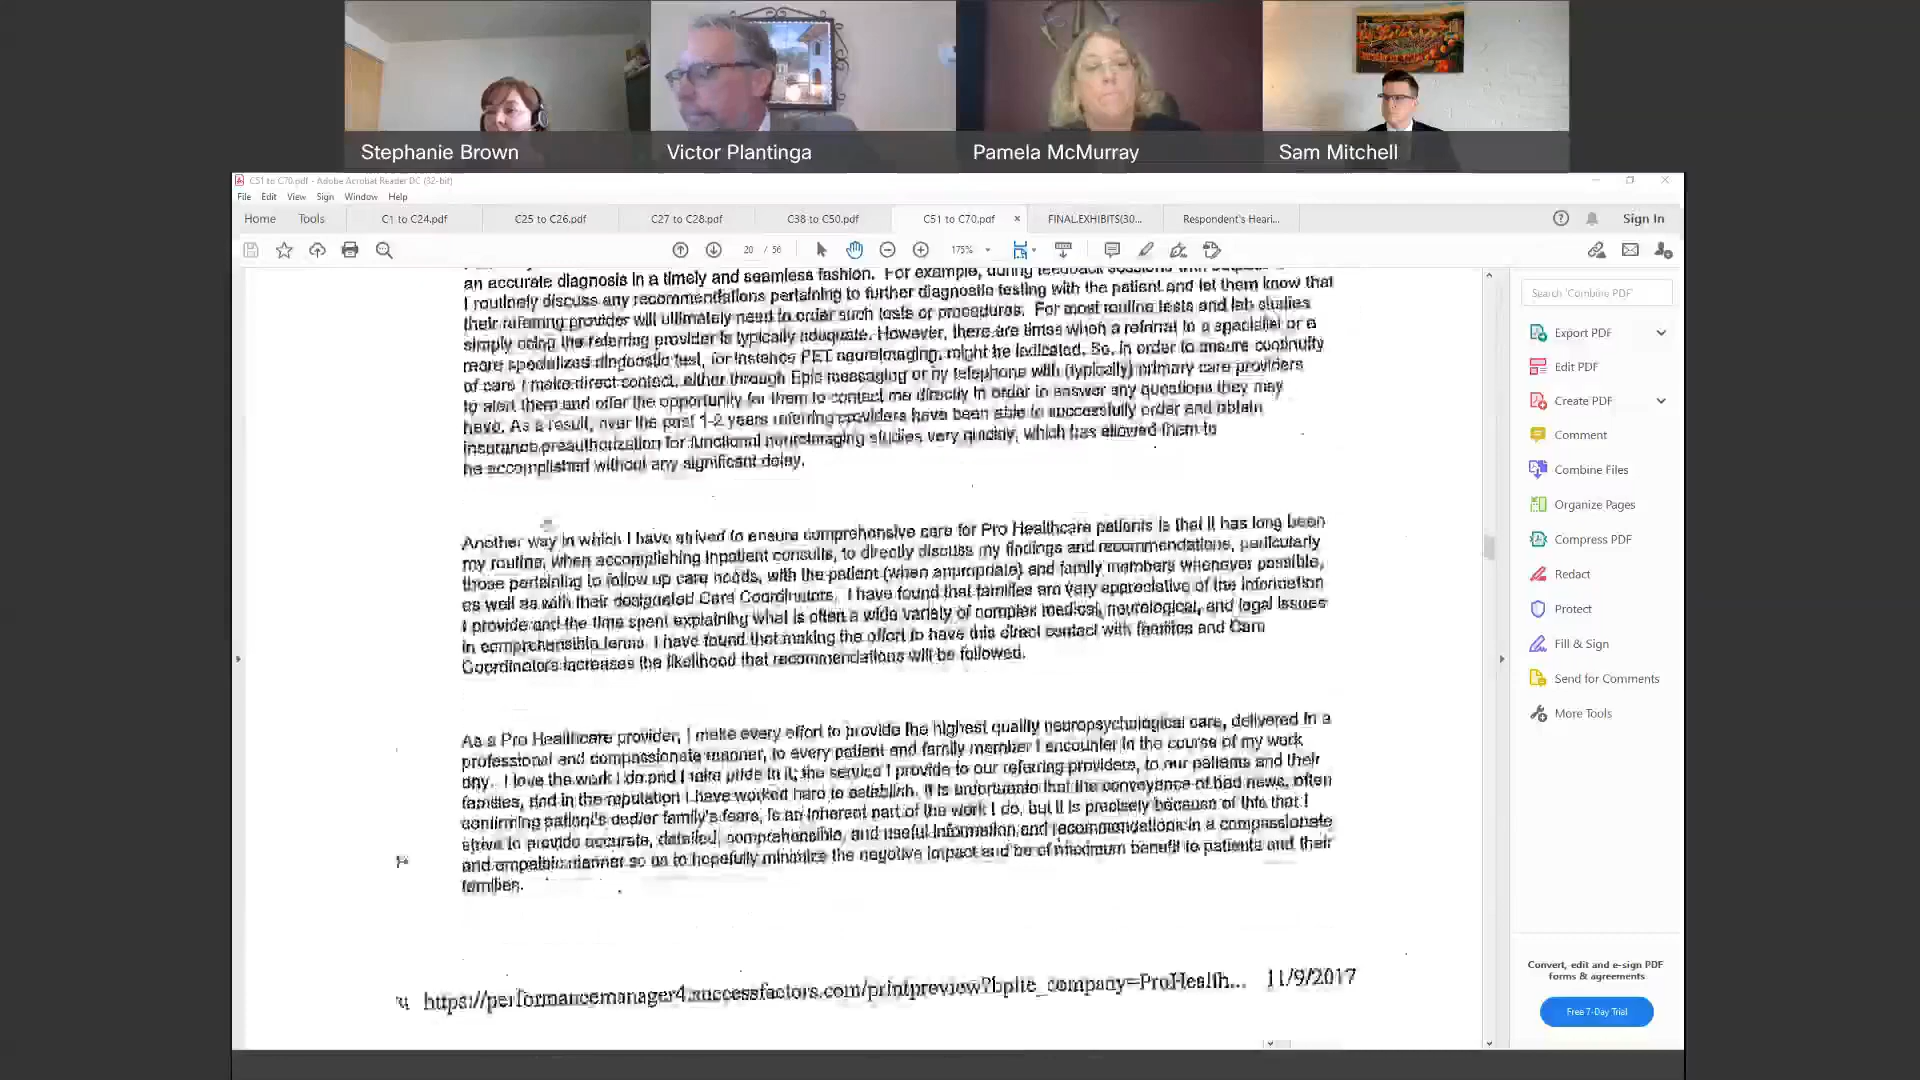 Stephanie Brown
Victor Plantinga
Pamela McMurray
Sam Mitchell
C51 to C70.pdf - Adobe Acrobat Reader DC (32-bit)
File Edit View Sign Window Help
Home Tools C1 to C24.pdf C25 to C26.pdf C27 to C28.pdf C38 to C50.pdf C51 to C70.pdf × FINAL.EXHIBITS(30... Respondent's Heari... Sign In
20 / 56 175%
an accurate diagnosis in a timely and seamless fashion. For example, during feedback sessions with
I routinely discuss any recommendations pertaining to further diagnostic testing with the patient and let them know that
their referring provider will ultimately need to order such tests or procedures. For most routine tests and lab studies
simply the referring provider is typically adequate. However, there are times when a referral to a specialist or a
more diagnostic test, for instance PET neuroimaging, might be indicated. So, in order to ensure continuity
of care I make direct contact, either through Epic messaging or by telephone with (typically) primary care providers
to alert them and offer the opportunity for them to contact me directly in order to answer any questions they may
have. As a result, over the past 1-2 years referring providers have been able to successfully order and obtain
insurance preauthorization for functional neuroimaging studies very quickly, which has allowed them to
be accomplished without any significant delay.
Another way in which I have strived to ensure comprehensive care for Pro Healthcare patients is that it has long been
my routine, when accomplishing inpatient consults, to directly discuss my findings and recommendations, particularly
those pertaining to follow up care needs, with the patient (when appropriate) and family members whenever possible,
as well as with their designated Care Coordinators. I have found that families are very appreciative of the information
I provide and the time spent explaining what is often a wide variety of complex medical, neurological, and legal issues
in comprehensible terms. I have found that making the effort to have this direct contact with families and Care
Coordinators increases the likelihood that recommendations will be followed.
As a Pro Healthcare provider, I make every effort to provide the highest quality neuropsychological care, delivered in a
professional and compassionate manner, to every patient and family member I encounter in the course of my work
day. I love the work I do and I take pride in it; the service I provide to our referring providers, to our patients and their
families, and in the reputation I have worked hard to establish. It is unfortunate that the conveyance of bad news, often
confirming patient's and/or family's fears, is an inherent part of the work I do, but it is precisely because of this that I
strive to provide accurate, detailed, comprehensible, and useful information and recommendations in a compassionate
and empathic manner so as to hopefully minimize the negative impact and be of maximum benefit to patients and their
families.
https://performancemanager4.successfactors.com/printpreview?bplte_company=ProHealth... 11/9/2017
Search 'Combine PDF'
Export PDF
Edit PDF
Create PDF
Comment
Combine Files
Organize Pages
Compress PDF
Redact
Protect
Fill & Sign
Send for Comments
More Tools
Convert, edit and e-sign PDF
forms & agreements
Free 7-Day Trial